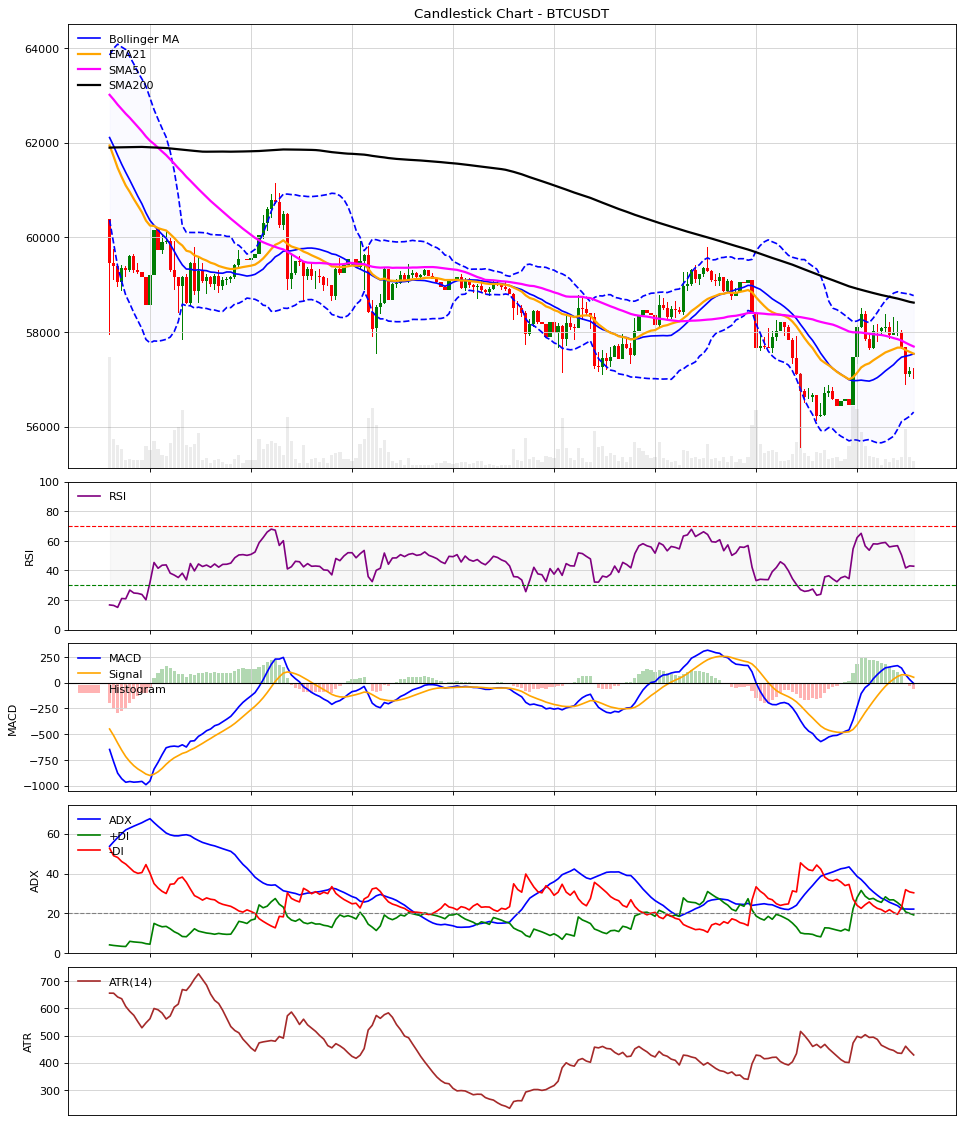 Candlestick Chart - BTCUSDT
64000
62000
60000
58000
56000
Bollinger MA
EMA21
SMA50
SMA200
100
80
60
40
20
0
RSI
RSI
250
0
−250
−500
−750
−1000
MACD
MACD
Signal
Histogram
60
40
20
0
ADX
ADX
+DI
-DI
700
600
500
400
300
ATR
ATR(14)